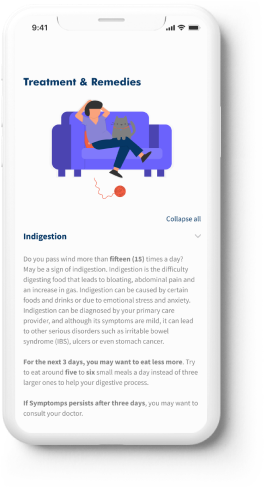 9:41
Treatment & Remedies
Collapse all
Indigestion
Do you pass wind more than fifteen (15) times a day?
May be a sign of indigestion. Indigestion is the difficulty
digesting food that leads to bloating, abdominal pain and
an increase in gas. Indigestion can be caused by certain
foods and drinks or due to emotional stress and anxiety.
Indigestion can be diagnosed by your primary care
provider, and although its symptoms are mild, it can lead
to other serious disorders such as irritable bowel
syndrome (IBS), ulcers or even stomach cancer.
For the next 3 days, you may want to eat less more. Try
to eat around five to six small meals a day instead of three
larger ones to help your digestive process.
If Symptomps persists after three days, you may want to
consult your doctor.